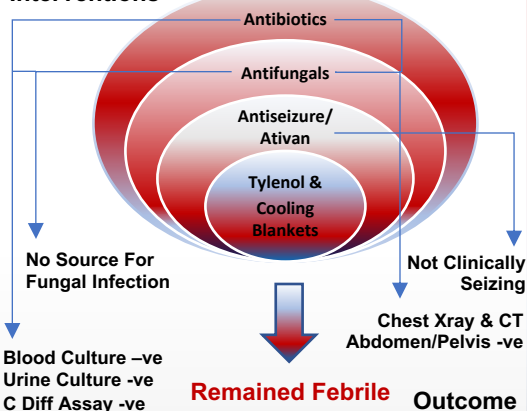 Interventions
Antibiotics
Antifungals
Antiseizure/
Ativan
Tylenol &
Cooling
Blankets
No Source For
Fungal Infection
Not Clinically
Seizing
Chest Xray & CT
Abdomen/Pelvis -ve
Blood Culture –ve
Urine Culture -ve
C Diff Assay -ve
Remained Febrile
Outcome